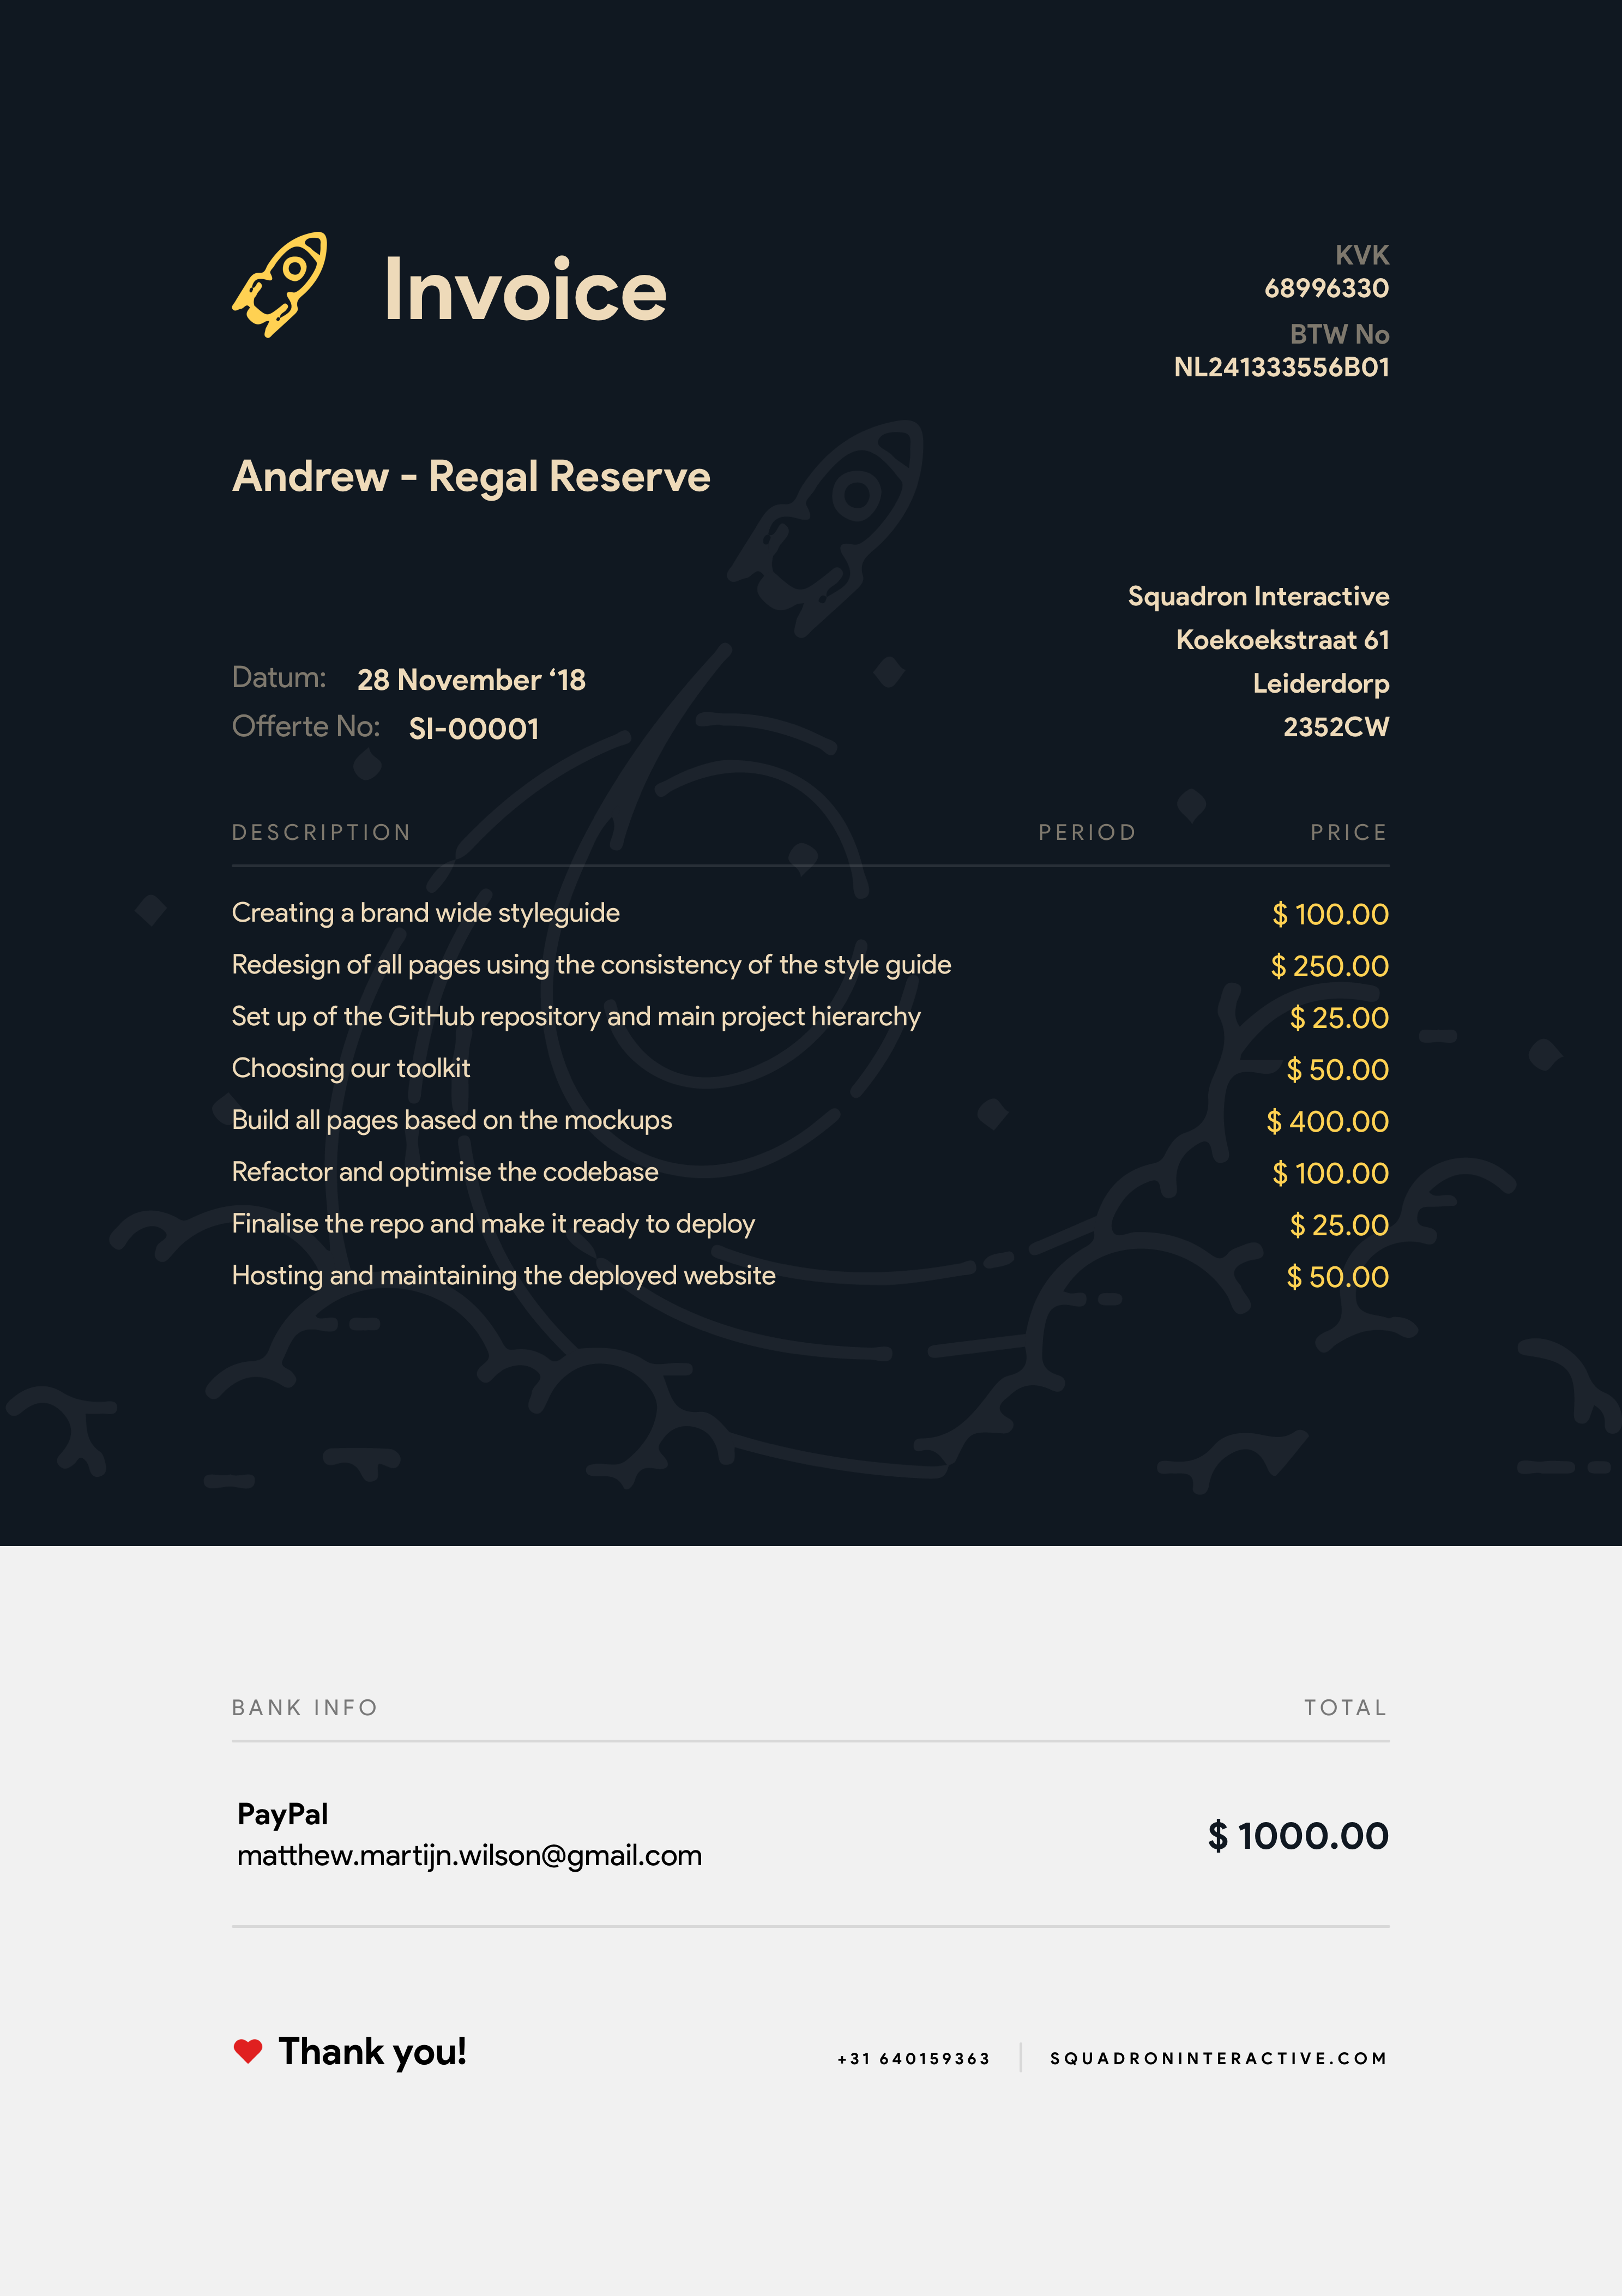 Invoice
KVK
68996330
BTW No
NL241333556B01
Andrew - Regal Reserve
Squadron Interactive
Koekoekstraat 61
Leiderdorp
2352CW
Datum: 28 November ‘18
Offerte No: SI-00001
DESCRIPTION PERIOD PRICE
Creating a brand wide styleguide $ 100.00
Redesign of all pages using the consistency of the style guide $ 250.00
Set up of the GitHub repository and main project hierarchy $ 25.00
Choosing our toolkit $ 50.00
Build all pages based on the mockups $ 400.00
Refactor and optimise the codebase $ 100.00
Finalise the repo and make it ready to deploy $ 25.00
Hosting and maintaining the deployed website $ 50.00
BANK INFO TOTAL
PayPal
matthew.martijn.wilson@gmail.com
$ 1000.00
Thank you!
+31 640159363 SQUADRONINTERACTIVE.COM